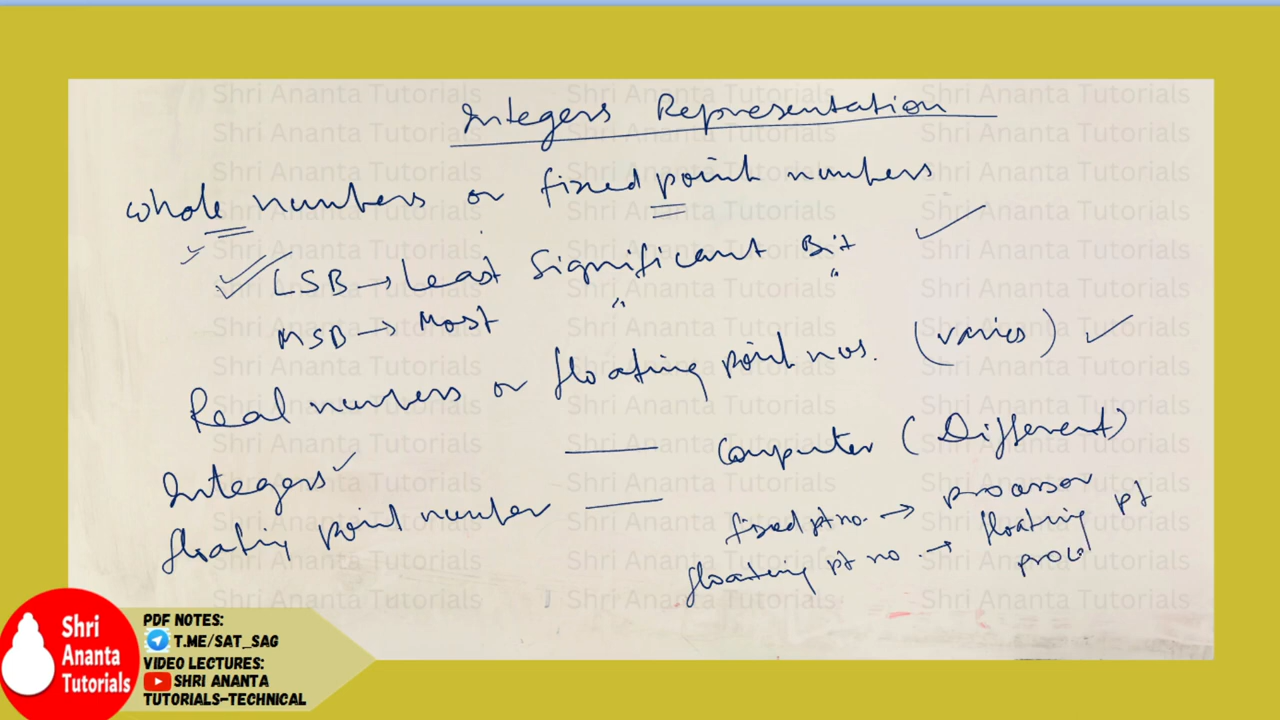 Integers Representation
whole numbers or fixed point numbers
LSB → Least Significant Bit
MSB → Most " "
Real numbers or floating point nos. (varies)
Integers — Computer (Different)
floating point number —
fixed pt no. → processor
floating pt no. → floating pt
Shri Ananta Tutorials
PDF NOTES:
T.ME/SAT_SAG
VIDEO LECTURES:
SHRI ANANTA
TUTORIALS-TECHNICAL